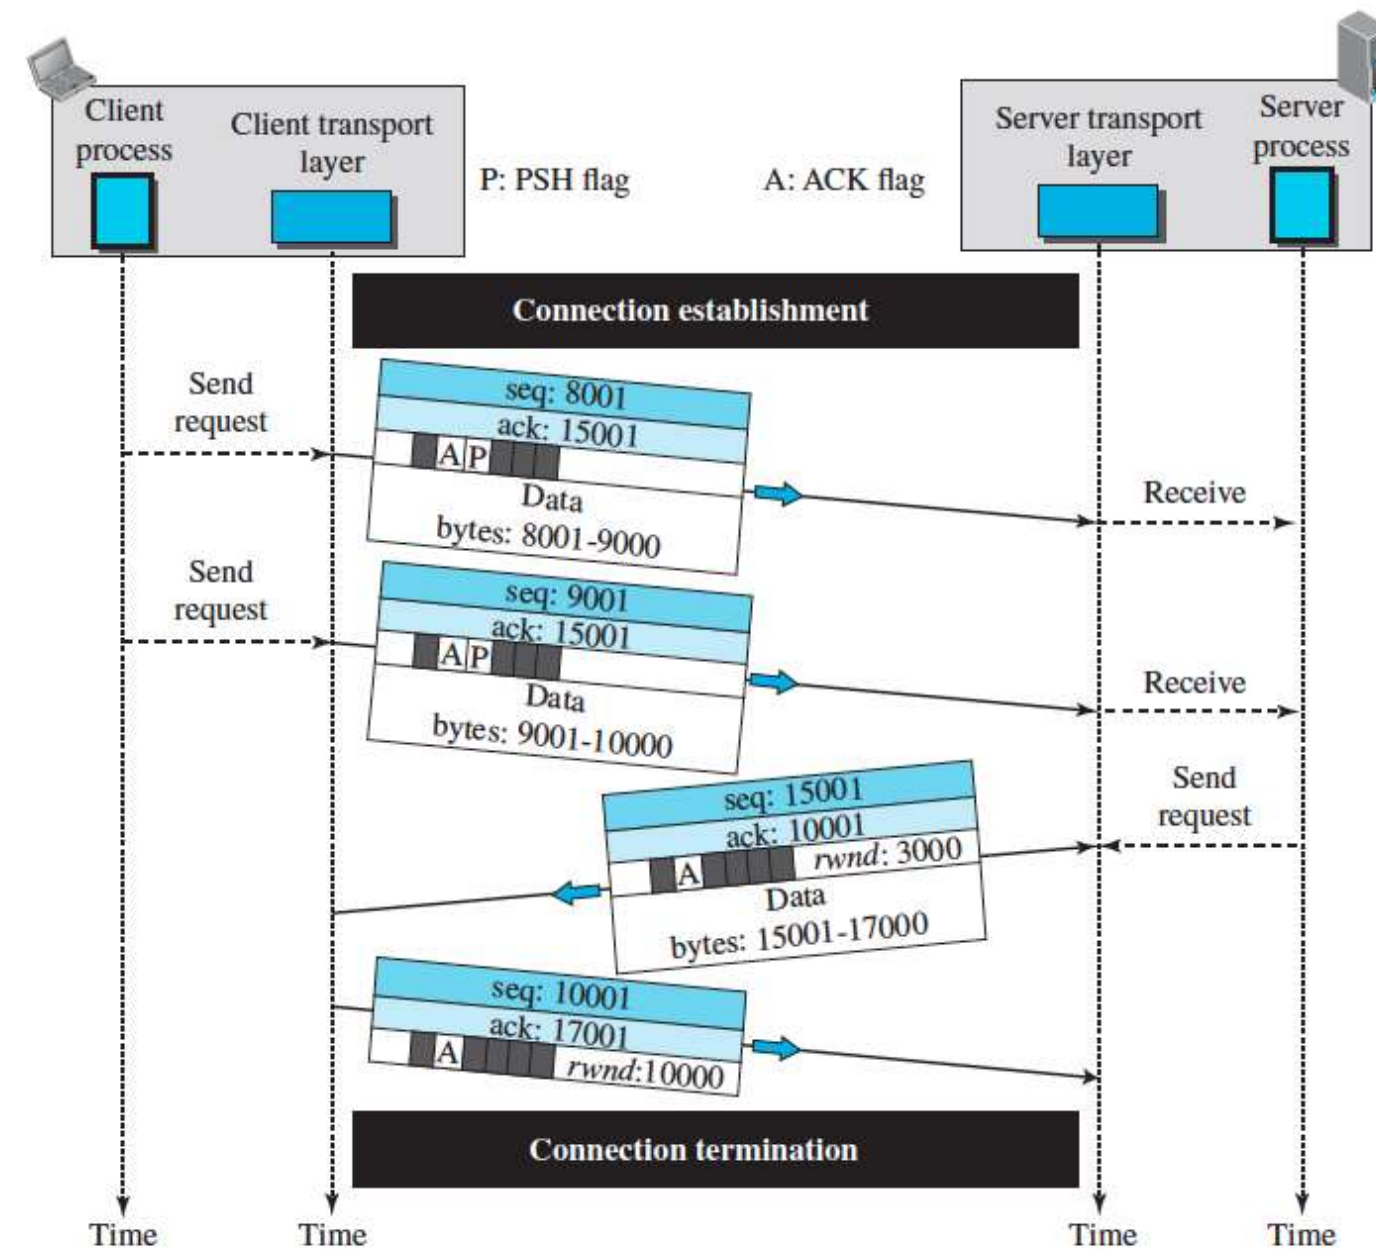 Client
process
Client transport
layer
P: PSH flag
A: ACK flag
Server transport
layer
Server
process
Connection establishment
Send
request
seq: 8001
ack: 15001
A P
Data
bytes: 8001-9000
Receive
Send
request
seq: 9001
ack: 15001
A P
Data
bytes: 9001-10000
Receive
Send
request
seq: 15001
ack: 10001
A rwnd: 3000
Data
bytes: 15001-17000
seq: 10001
ack: 17001
A rwnd:10000
Connection termination
Time
Time
Time
Time